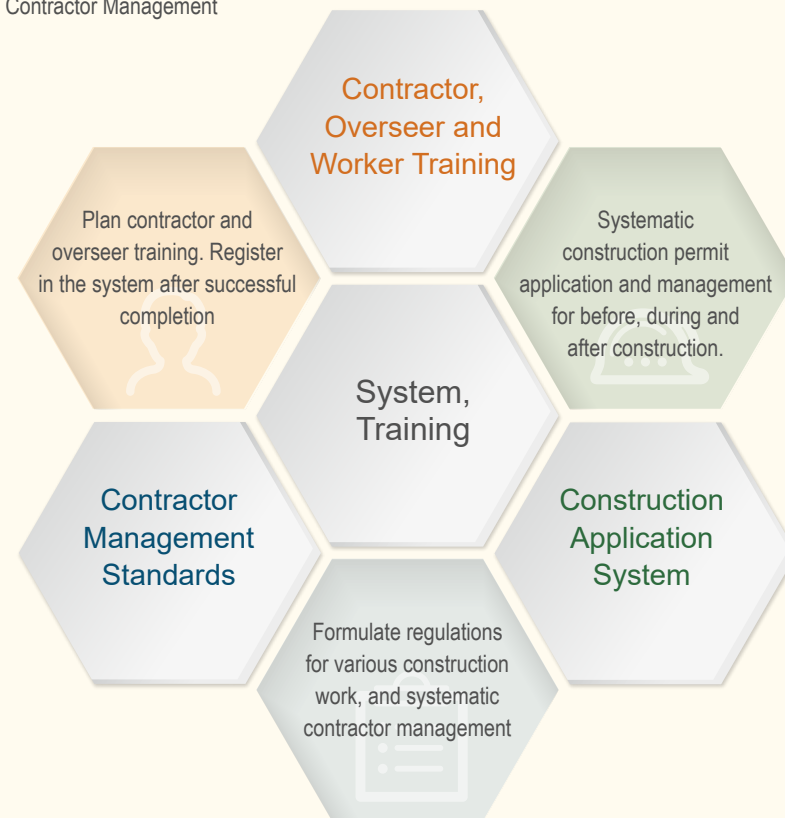 Contractor Management
Contractor,
Overseer and
Worker Training
Plan contractor and
overseer training. Register
in the system after successful
completion
Systematic
construction permit
application and management
for before, during and
after construction.
System,
Training
Contractor
Management
Standards
Construction
Application
System
Formulate regulations
for various construction
work, and systematic
contractor management